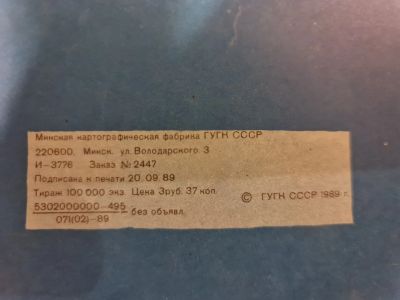 Минская картографическая фабрика ГУГК СССР
220600. Минск. ул. Володарского 3
И-3776 Заказ № 2447
Подписана к печати 20.09.89
Тираж 100 000 экз. Цена 3руб. 37 коп.
© ГУГК СССР 1989 г.
5302000000-495
071(02)-89
без объявл.